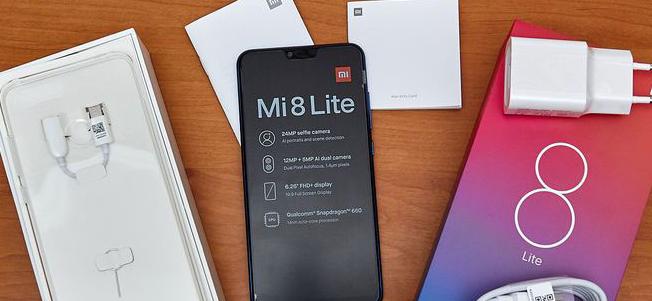 mi
Mi 8 Lite
24MP selfie camera
AI portraits and scene detection
12MP + 5MP AI dual camera
Dual Pixel Autofocus, 1.4μm pixels
6.26" FHD+ display
19:9 Full Screen Display
CPU
Qualcomm® Snapdragon™ 660
14nm octa-core processor
8
Lite